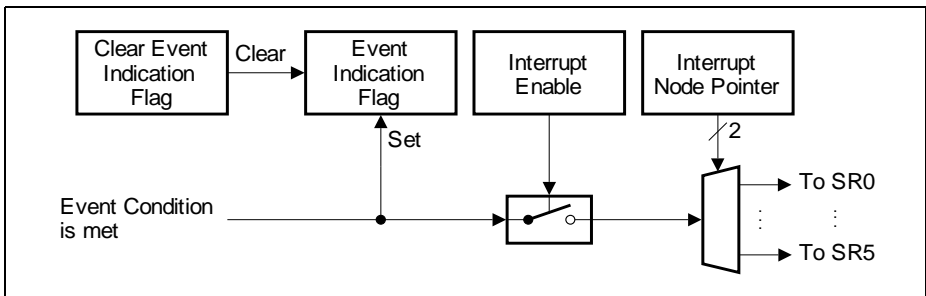 Clear Event
Indication
Flag
Clear
Event
Indication
Flag
Interrupt
Enable
Interrupt
Node Pointer
2
Set
Event Condition
is met
To SR0
To SR5